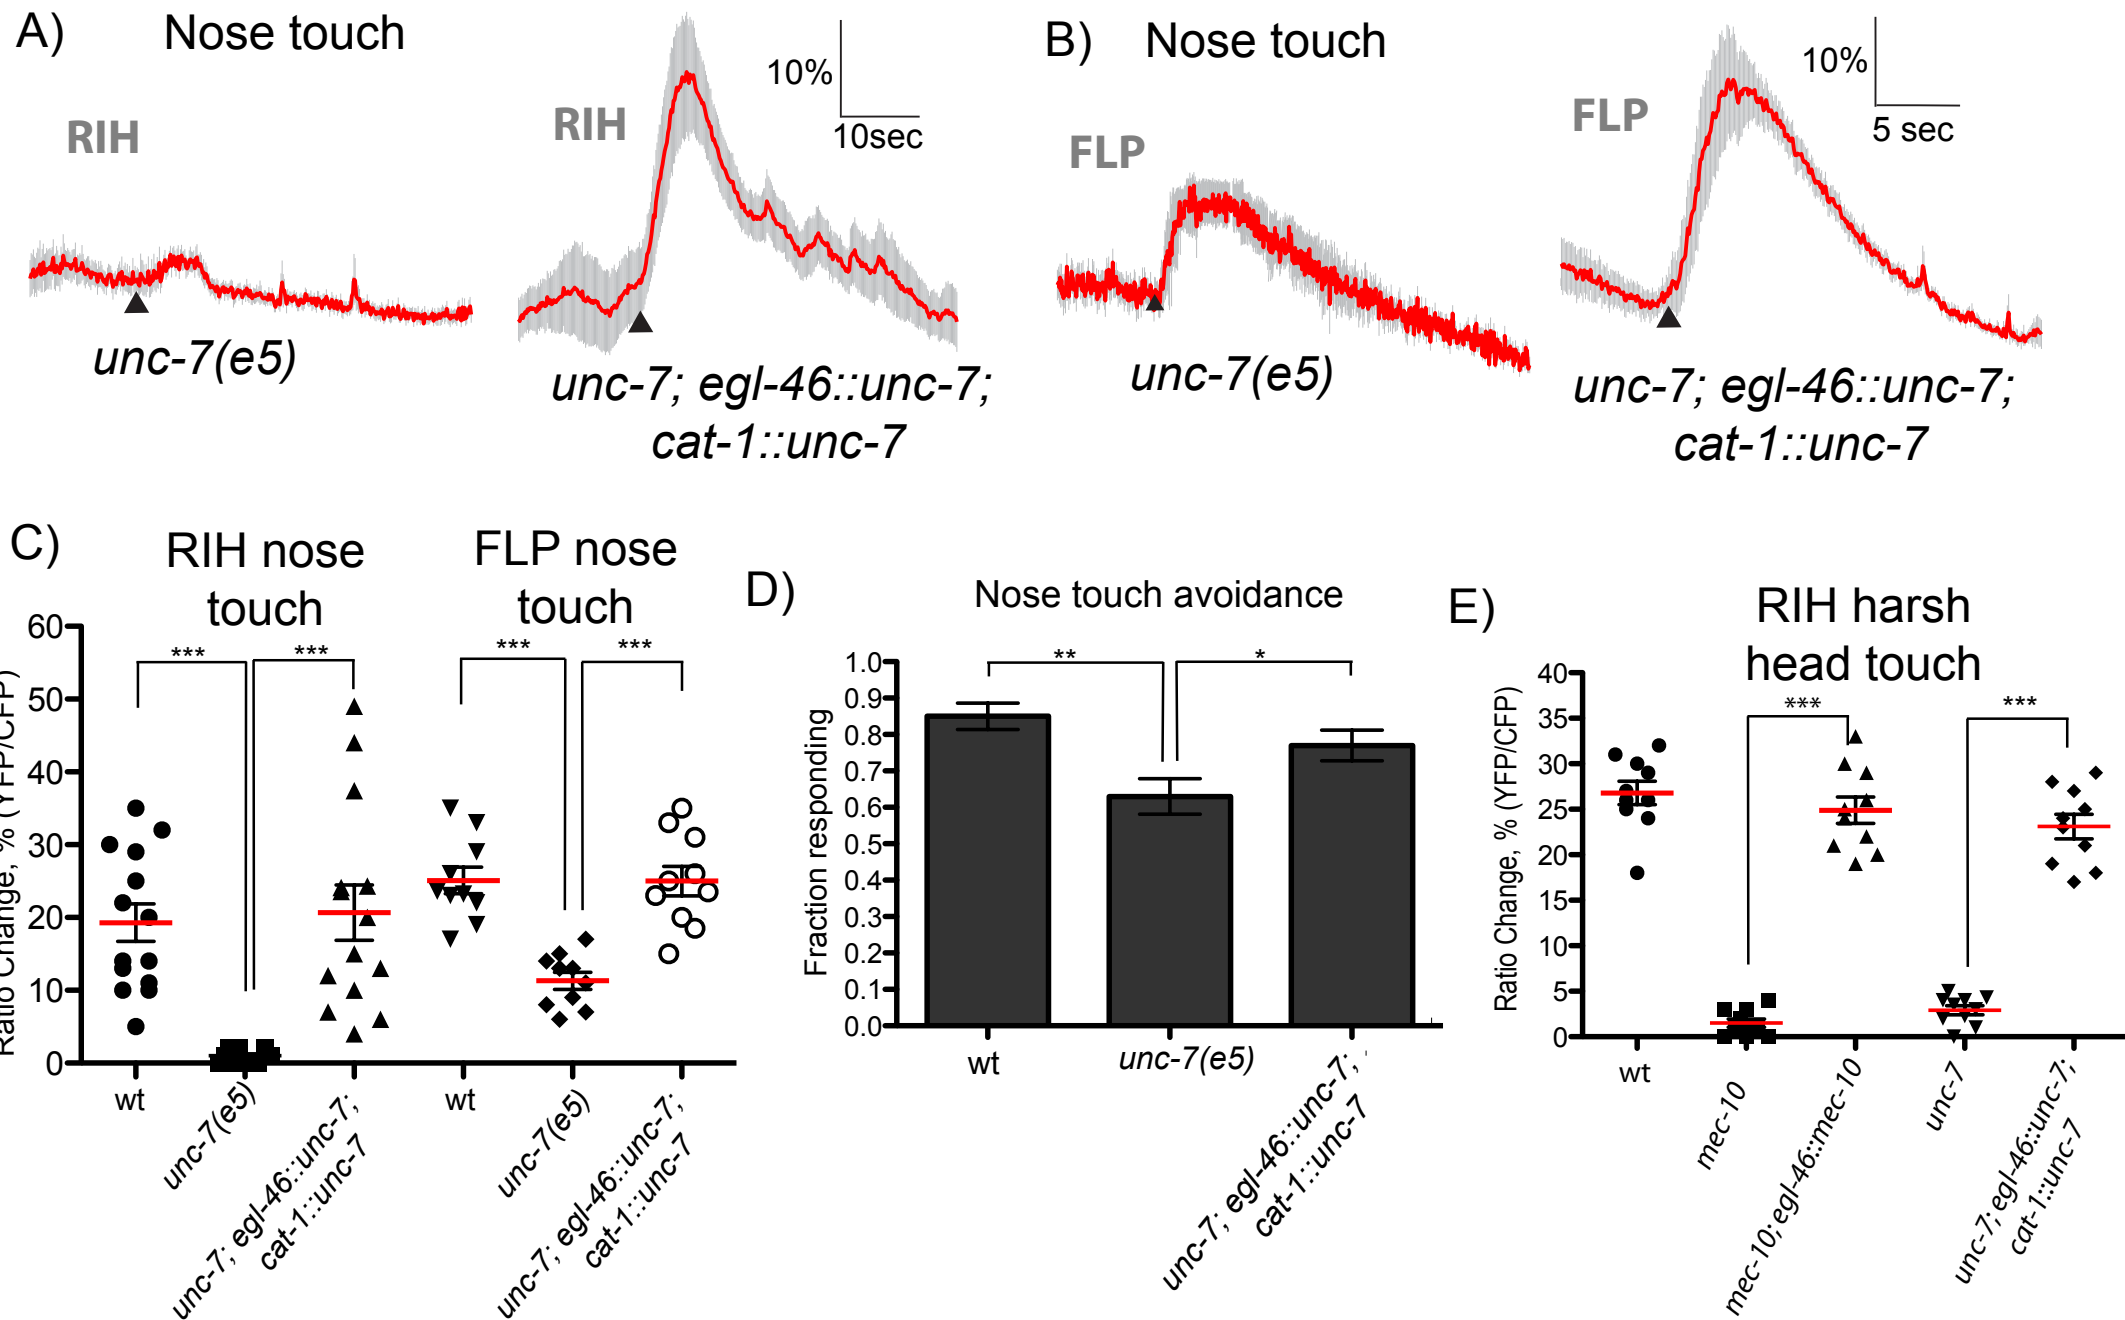 A)
Nose touch
RIH
unc-7(e5)
RIH
10%
10sec
unc-7; egl-46::unc-7;
cat-1::unc-7
B)
Nose touch
FLP
unc-7(e5)
FLP
10%
5 sec
unc-7; egl-46::unc-7;
cat-1::unc-7
C)
RIH nose
touch
FLP nose
touch
Ratio Change, % (YFP/CFP)
60
50
40
30
20
10
0
***
***
***
***
wt
unc-7(e5)
unc-7; egl-46::unc-7;
cat-1::unc-7
wt
unc-7(e5)
unc-7; egl-46::unc-7;
cat-1::unc-7
D)
Nose touch avoidance
Fraction responding
1.0
0.9
0.8
0.7
0.6
0.5
0.4
0.3
0.2
0.1
0.0
**
*
wt
unc-7(e5)
unc-7; egl-46::unc-7;
cat-1::unc-7
E)
RIH harsh
head touch
Ratio Change, % (YFP/CFP)
40
35
30
25
20
15
10
5
0
***
***
wt
mec-10
mec-10; egl-46::mec-10
unc-7
unc-7; egl-46::unc-7;
cat-1::unc-7